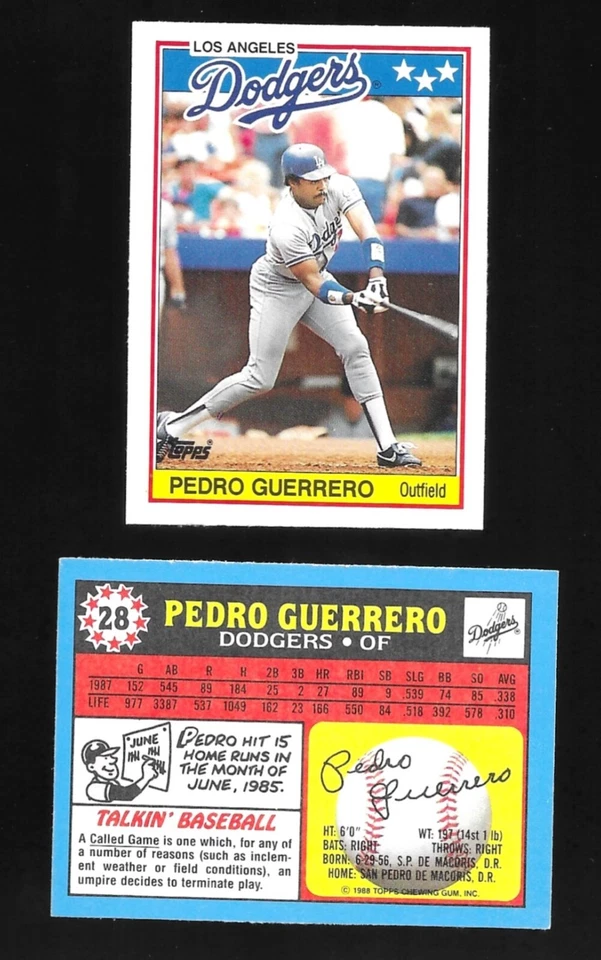 LOS ANGELES
Dodgers
Dodgers
Topps
PEDRO GUERRERO Outfield
28 PEDRO GUERRERO
DODGERS • OF
Dodgers
G AB R H 2B 3B HR RBI SB SLG BB SO AVG
1987 152 545 89 184 25 2 27 89 9 .539 74 85 .338
LIFE 977 3387 537 1049 162 23 166 550 84 .518 392 578 .310
JUNE
PEDRO HIT 15
HOME RUNS IN
THE MONTH OF
JUNE, 1985.
TALKIN' BASEBALL
A Called Game is one which, for any of
a number of reasons (such as inclem-
ent weather or field conditions), an
umpire decides to terminate play.
Pedro
Guerrero
HT: 6'0" WT: 197 (14st 1 lb)
BATS: RIGHT THROWS: RIGHT
BORN: 6-29-56, S.P. DE MACORIS, D.R.
HOME: SAN PEDRO DE MACORIS, D.R.
© 1988 TOPPS CHEWING GUM, INC.